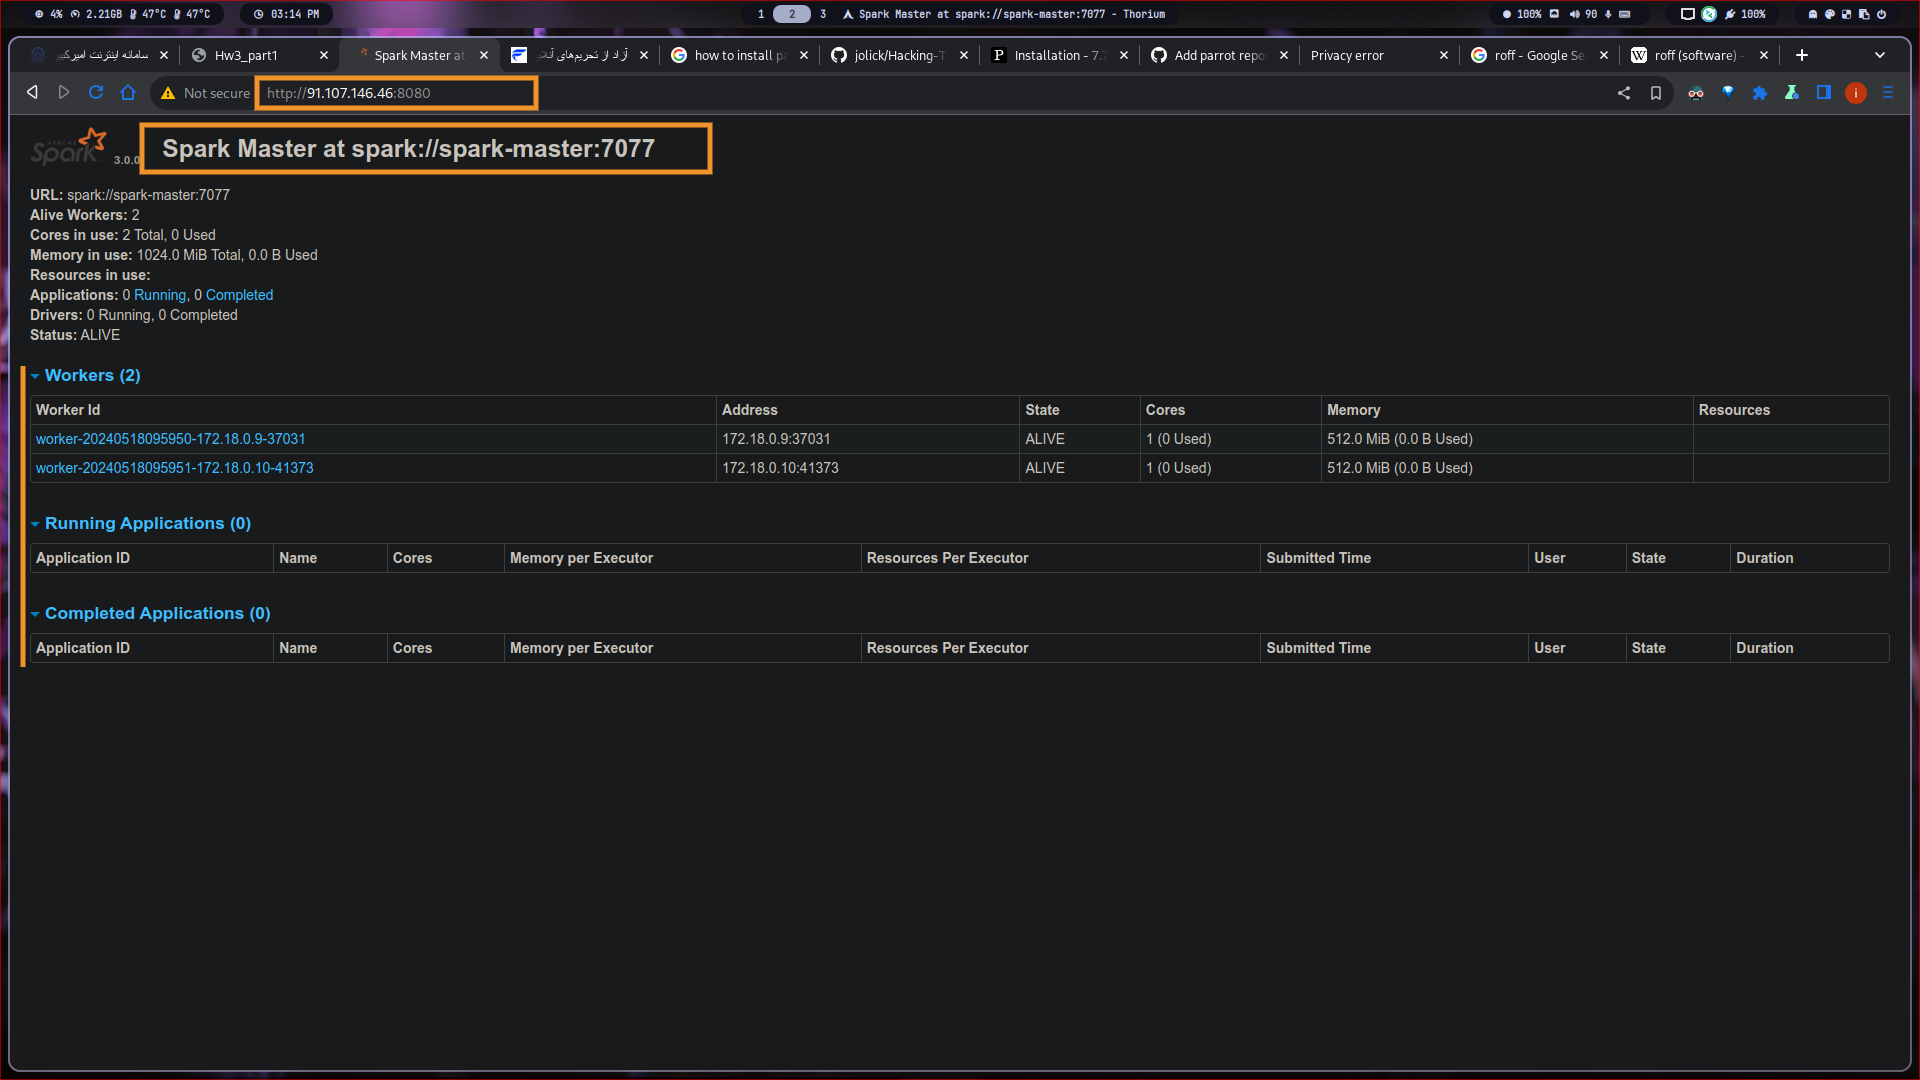 4% 2.21GB 47°C 47°C 03:14 PM 1 2 3 Spark Master at spark://spark-master:7077 - Thorium 100% 90 100%
سامانه اینترنت امیرکبیر Hw3_part1 Spark Master at آزاد از تحریم‌های how to install pa jolick/Hacking-T Installation - 7. Add parrot repo Privacy error roff - Google Se roff (software) -
Not secure http://91.107.146.46:8080
APACHE Spark 3.0.0 Spark Master at spark://spark-master:7077
URL: spark://spark-master:7077
Alive Workers: 2
Cores in use: 2 Total, 0 Used
Memory in use: 1024.0 MiB Total, 0.0 B Used
Resources in use:
Applications: 0 Running, 0 Completed
Drivers: 0 Running, 0 Completed
Status: ALIVE
Workers (2)
Worker Id Address State Cores Memory Resources
worker-20240518095950-172.18.0.9-37031 172.18.0.9:37031 ALIVE 1 (0 Used) 512.0 MiB (0.0 B Used)
worker-20240518095951-172.18.0.10-41373 172.18.0.10:41373 ALIVE 1 (0 Used) 512.0 MiB (0.0 B Used)
Running Applications (0)
Application ID Name Cores Memory per Executor Resources Per Executor Submitted Time User State Duration
Completed Applications (0)
Application ID Name Cores Memory per Executor Resources Per Executor Submitted Time User State Duration